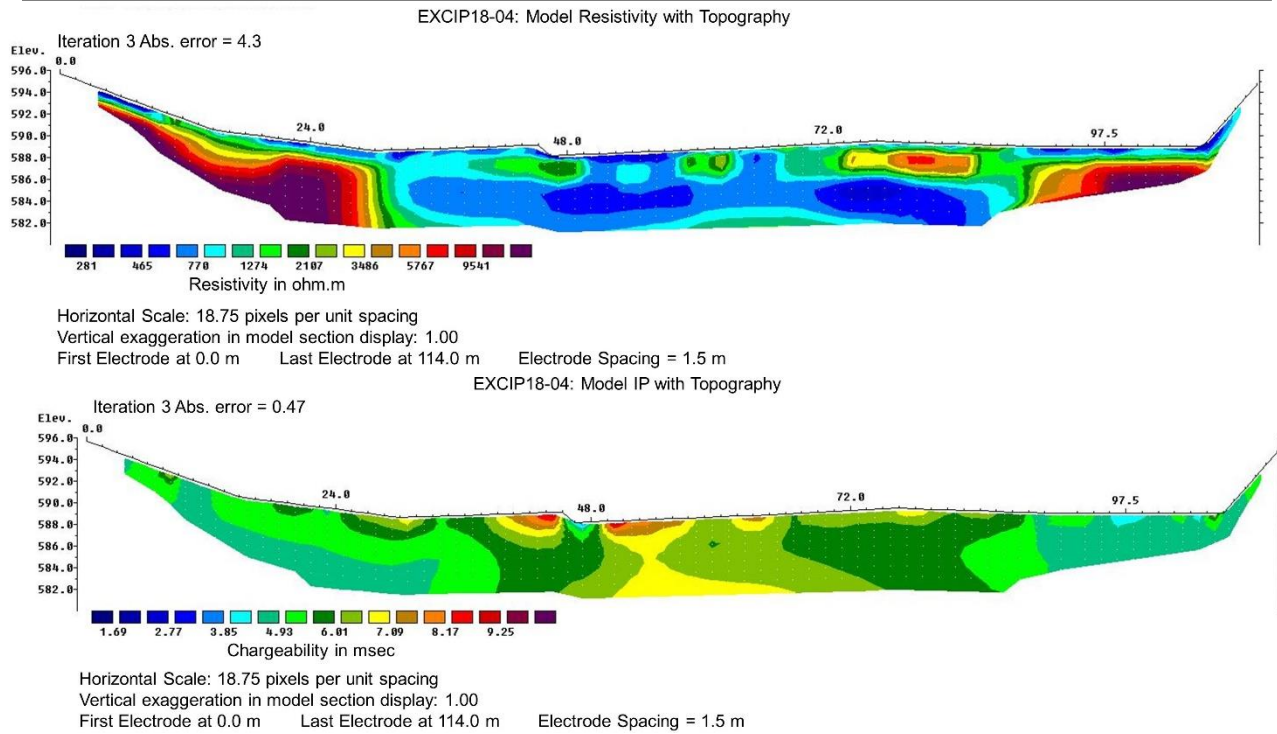 EXCIP18-04: Model Resistivity with Topography
Iteration 3 Abs. error = 4.3
Elev.
0.0
596.0
594.0
592.0
590.0
588.0
586.0
584.0
582.0
24.0
48.0
72.0
97.5
281 465 770 1274 2107 3486 5767 9541
Resistivity in ohm.m
Horizontal Scale: 18.75 pixels per unit spacing
Vertical exaggeration in model section display: 1.00
First Electrode at 0.0 m Last Electrode at 114.0 m Electrode Spacing = 1.5 m
EXCIP18-04: Model IP with Topography
Iteration 3 Abs. error = 0.47
Elev.
0.0
596.0
594.0
592.0
590.0
588.0
586.0
584.0
582.0
24.0
48.0
72.0
97.5
1.69 2.77 3.85 4.93 6.01 7.09 8.17 9.25
Chargeability in msec
Horizontal Scale: 18.75 pixels per unit spacing
Vertical exaggeration in model section display: 1.00
First Electrode at 0.0 m Last Electrode at 114.0 m Electrode Spacing = 1.5 m